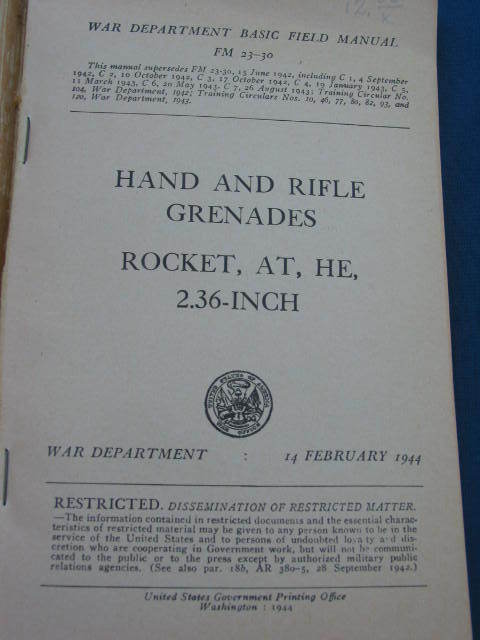 WAR DEPARTMENT BASIC FIELD MANUAL
FM 23-30
This manual supersedes FM 23-30, 15 June 1942, including C 1, 4 September
1942, C 2, 10 October 1942, C 3, 17 October 1942, C 4, 19 January 1943, C 5,
11 March 1943, C 6, 20 May 1943, C 7, 26 August 1943; Training Circular No.
104, War Department, 1942; Training Circulars Nos. 19, 46, 77, 80, 82, 93, and
120, War Department, 1943.
HAND AND RIFLE
GRENADES
ROCKET, AT, HE,
2.36-INCH
WAR DEPARTMENT : 14 FEBRUARY 1944
RESTRICTED. DISSEMINATION OF RESTRICTED MATTER.
—The information contained in restricted documents and the essential charac-
teristics of restricted material may be given to any person known to be in the
service of the United States and to persons of undoubted loyalty and dis-
cretion who are cooperating in Government work, but will not be communi-
cated to the public or to the press except by authorized military public
relations agencies. (See also par. 18b, AR 380-5, 28 September 1942.)
United States Government Printing Office
Washington : 1944